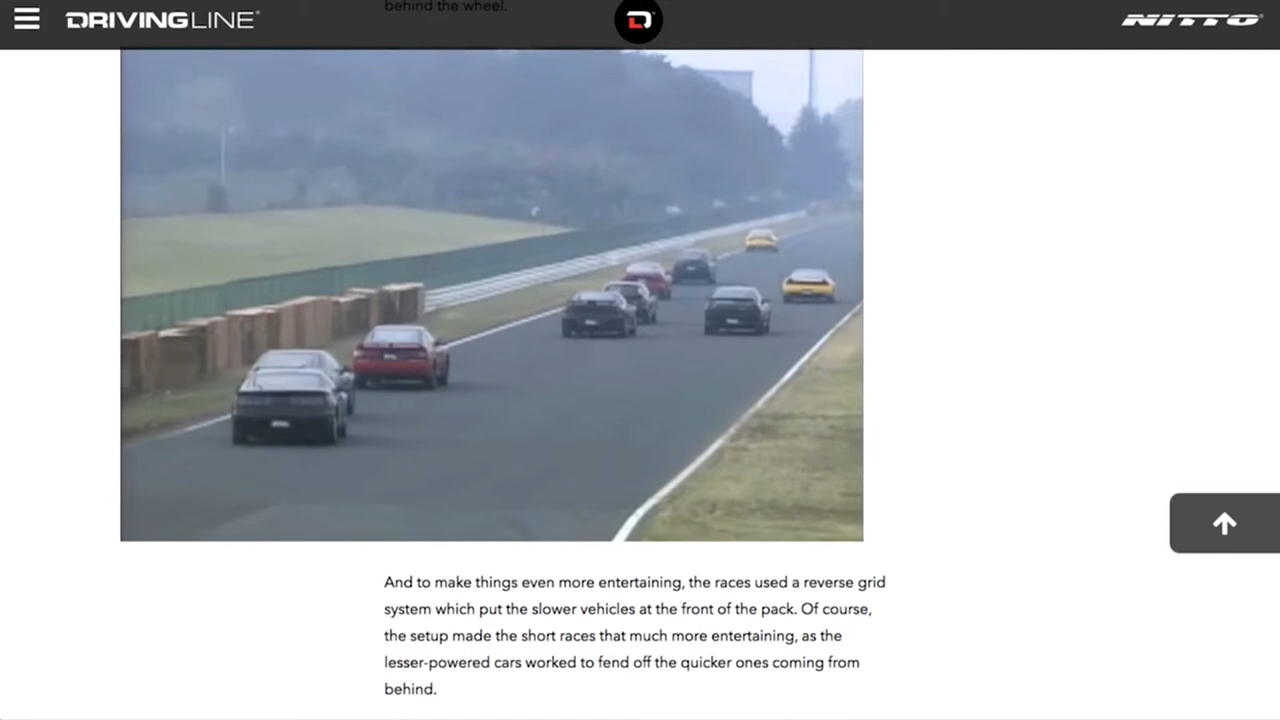 behind the wheel.
DRIVINGLINE
NITTO
And to make things even more entertaining, the races used a reverse grid
system which put the slower vehicles at the front of the pack. Of course,
the setup made the short races that much more entertaining, as the
lesser-powered cars worked to fend off the quicker ones coming from
behind.